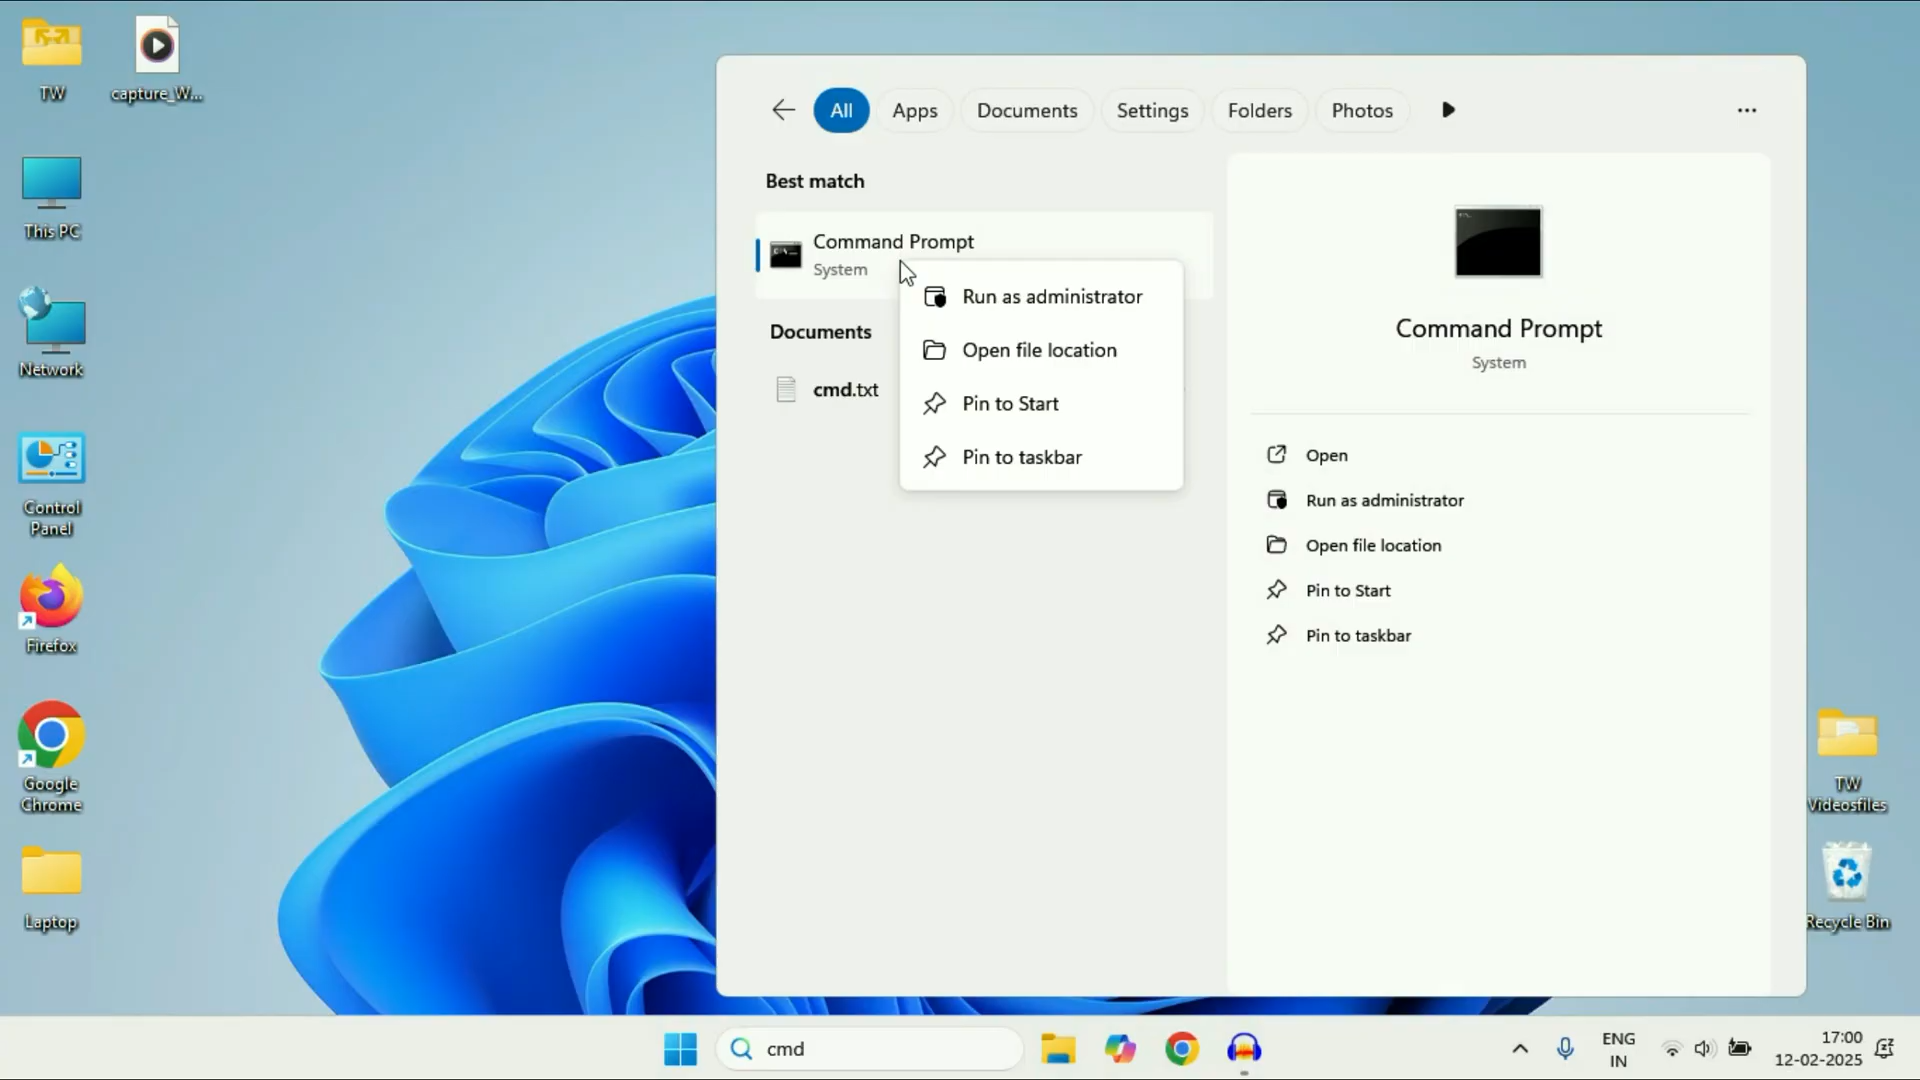 TW
capture_W...
This PC
Network
Control
Panel
Firefox
Google
Chrome
Laptop
All
Apps
Documents
Settings
Folders
Photos
Best match
Command Prompt
System
Documents
cmd.txt
Run as administrator
Open file location
Pin to Start
Pin to taskbar
Command Prompt
System
Open
Run as administrator
Open file location
Pin to Start
Pin to taskbar
TW
Videosfiles
Recycle Bin
cmd
ENG
IN
17:00
12-02-2025